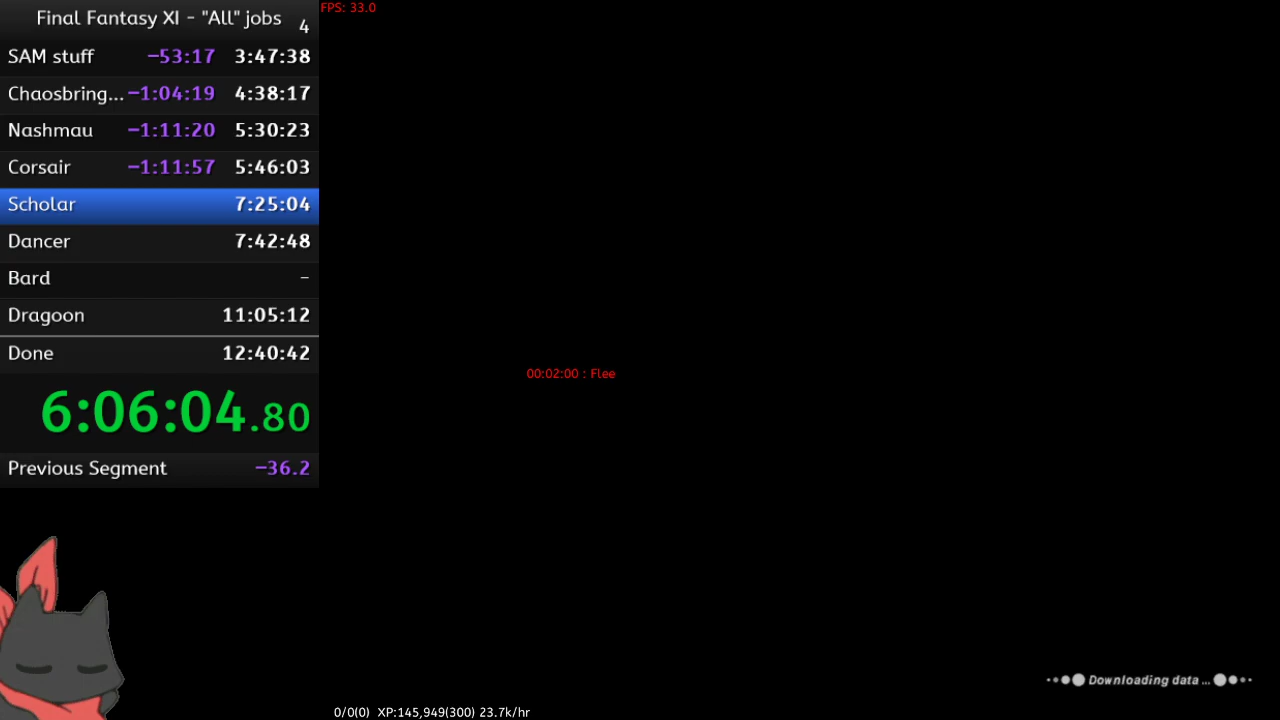 Final Fantasy XI - "All" jobs 4
SAM stuff −53:17 3:47:38
Chaosbring... −1:04:19 4:38:17
Nashmau −1:11:20 5:30:23
Corsair −1:11:57 5:46:03
Scholar 7:25:04
Dancer 7:42:48
Bard –
Dragoon 11:05:12
Done 12:40:42
6:06:04.80
Previous Segment −36.2
FPS: 33.0
00:02:00 : Flee
Downloading data ...
0/0(0) XP:145,949(300) 23.7k/hr